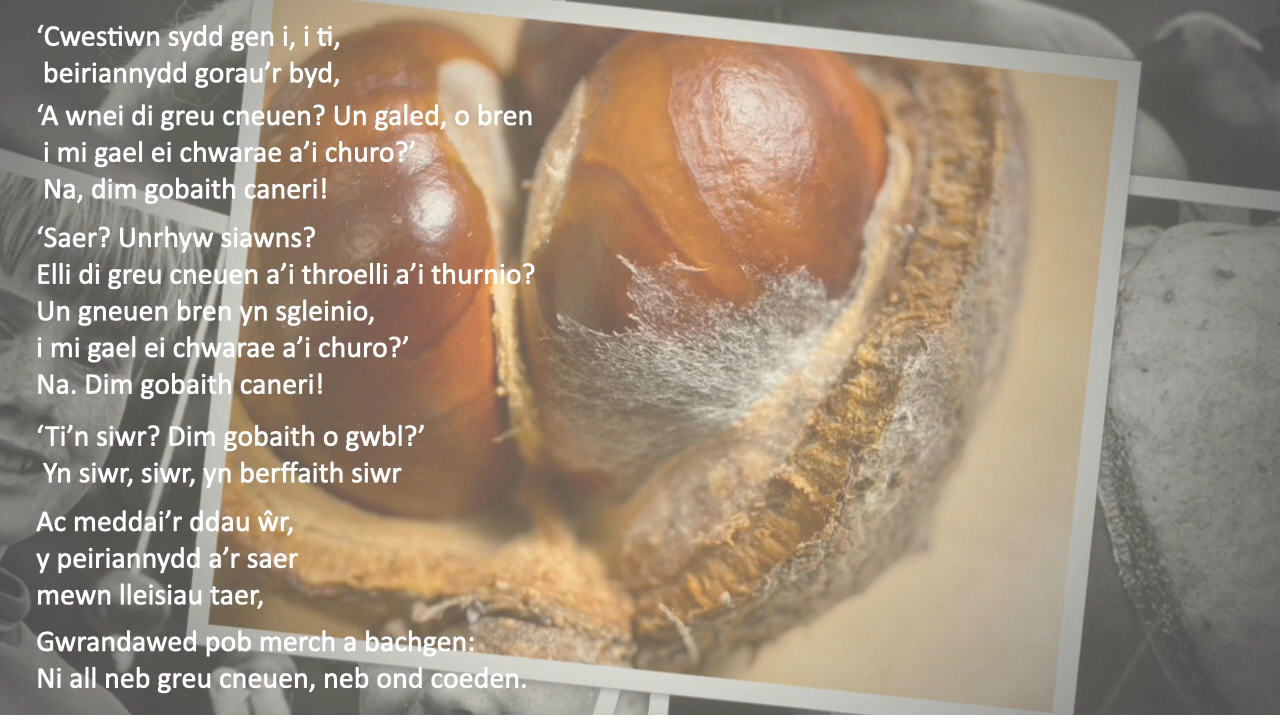 ‘Cwestiwn sydd gen i, i ti,
beiriannydd gorau’r byd,
‘A wnei di greu cneuen? Un galed, o bren
i mi gael ei chwarae a’i churo?’
Na, dim gobaith caneri!
‘Saer? Unrhyw siawns?
Elli di greu cneuen a’i throelli a’i thurnio?
Un gneuen bren yn sgleinio,
i mi gael ei chwarae a’i churo?’
Na. Dim gobaith caneri!
‘Ti’n siwr? Dim gobaith o gwbl?’
Yn siwr, siwr, yn berffaith siwr
Ac meddai’r ddau ŵr,
y peiriannydd a’r saer
mewn lleisiau taer,
Gwrandawed pob merch a bachgen:
Ni all neb greu cneuen, neb ond coeden.